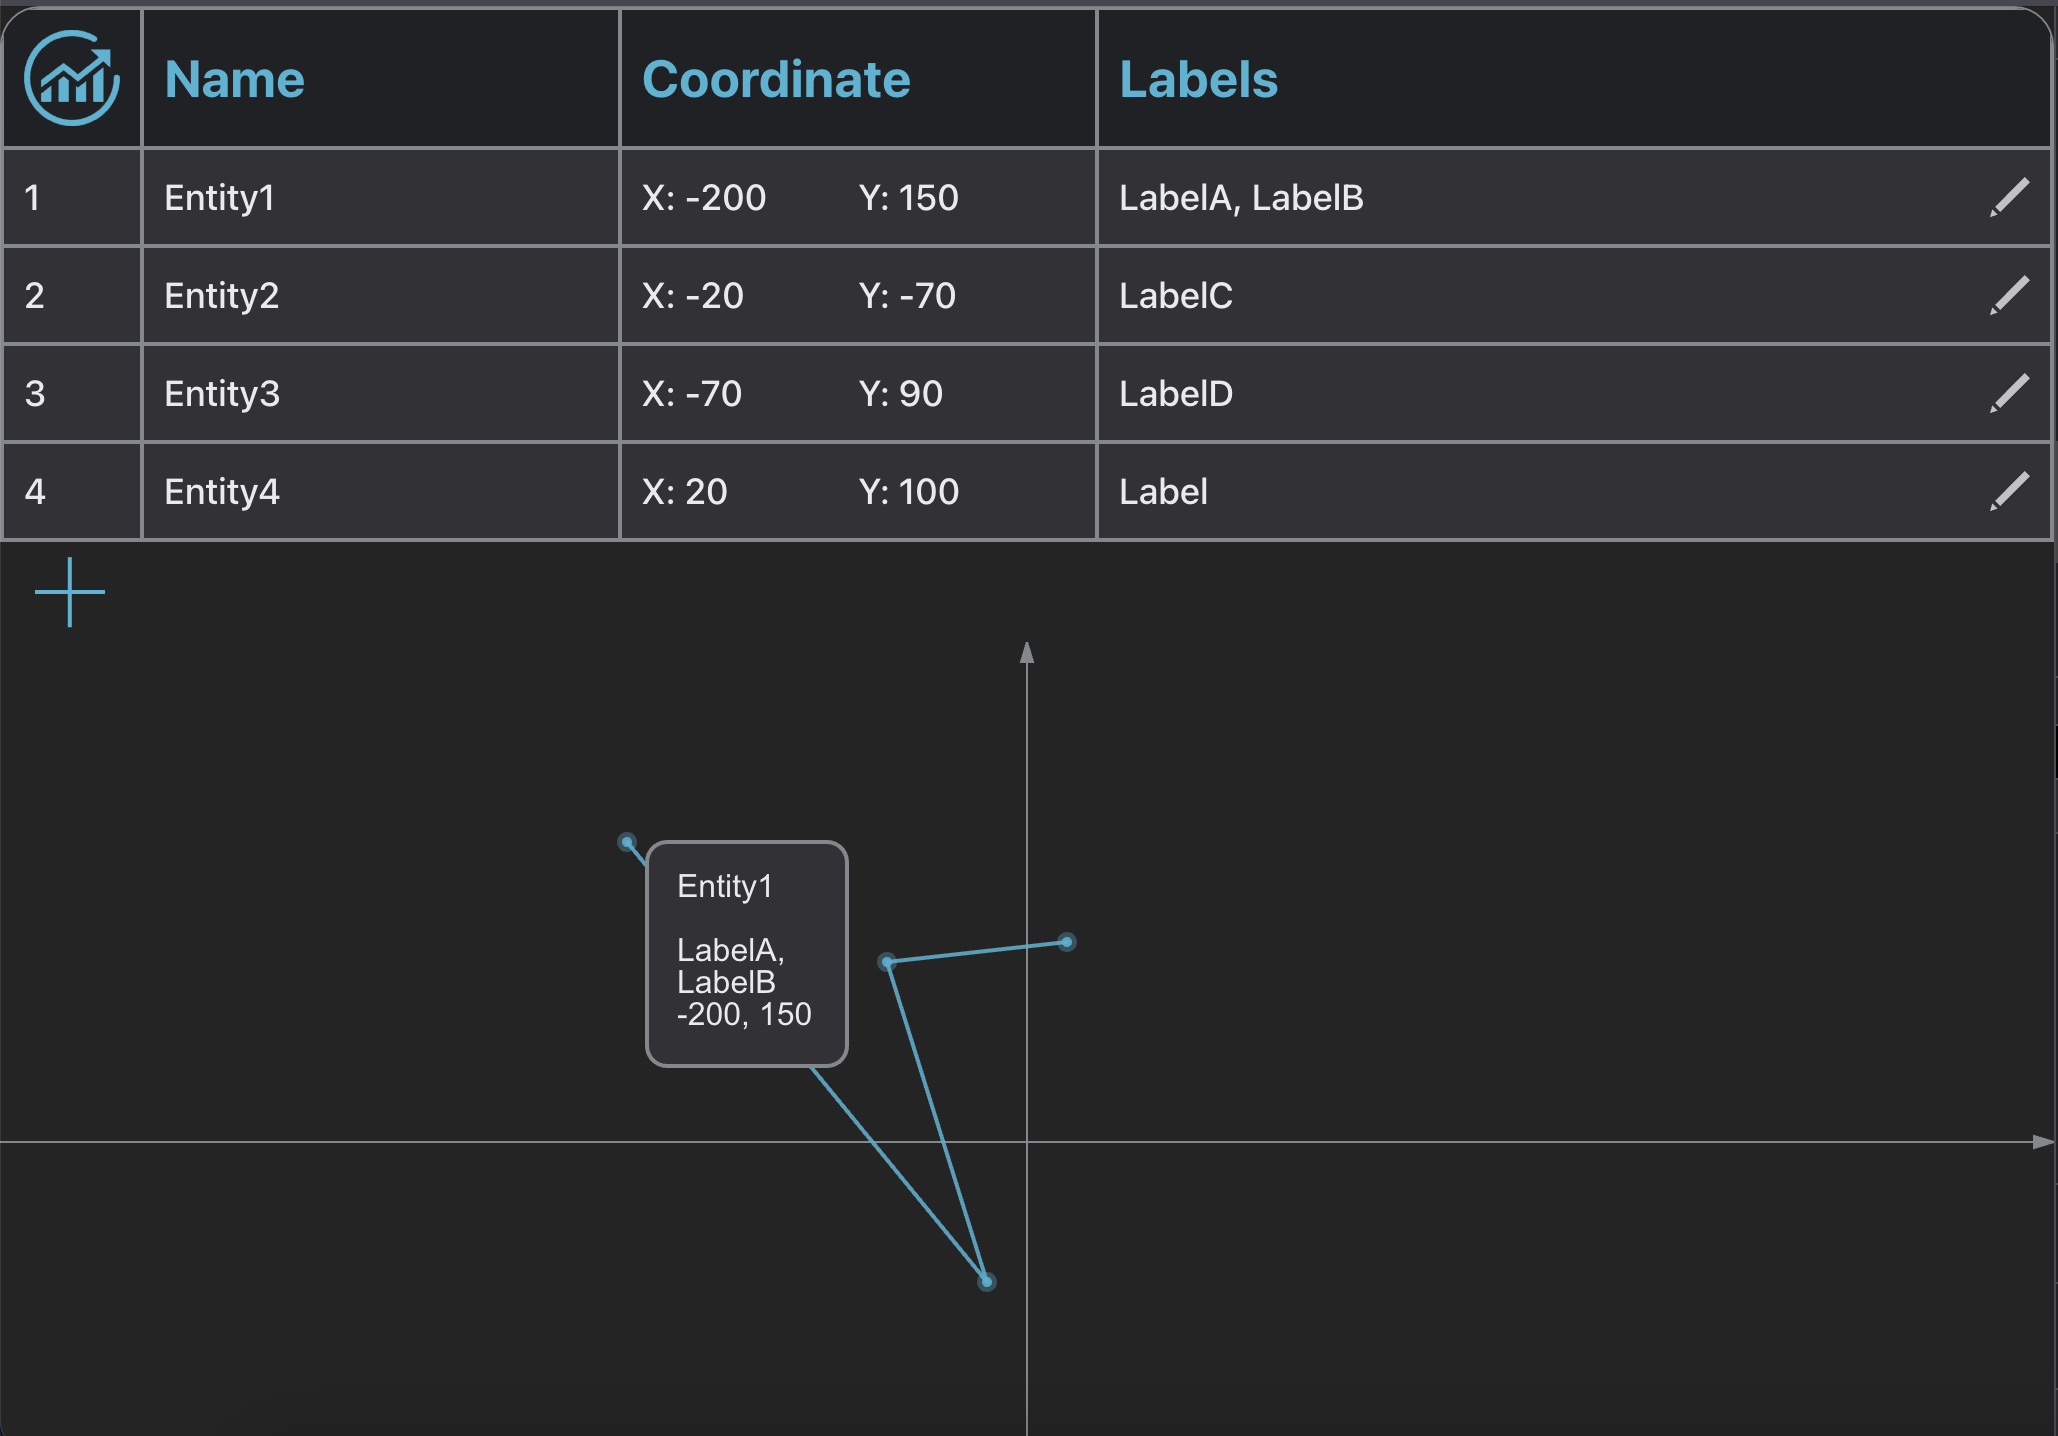 Name Coordinate Labels
1 Entity1 X: -200 Y: 150 LabelA, LabelB
2 Entity2 X: -20 Y: -70 LabelC
3 Entity3 X: -70 Y: 90 LabelD
4 Entity4 X: 20 Y: 100 Label
Entity1
LabelA,
LabelB
-200, 150